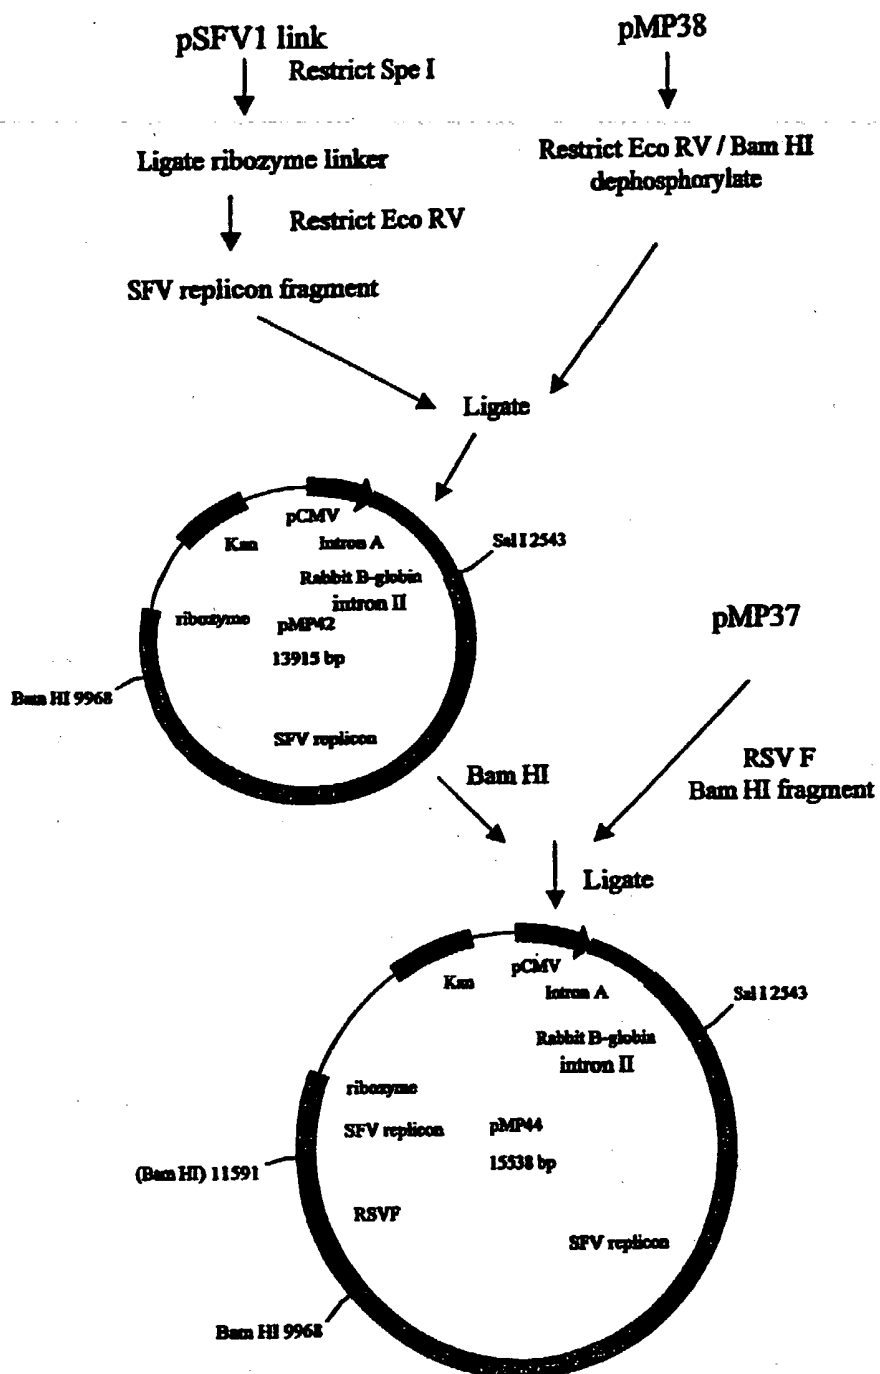 pSFV1 link
Restrict Spe I
Ligate ribozyme linker
Restrict Eco RV
SFV replicon fragment
pMP38
Restrict Eco RV / Bam HI
dephosphorylate
Ligate
pCMV
Kan
Intron A
Sal I 2543
Rabbit B-globin
intron II
ribozyme
pMP42
13915 bp
Bam HI 9968
SFV replicon
pMP37
Bam HI
RSV F
Bam HI fragment
Ligate
pCMV
Kan
Intron A
Sal I 2543
Rabbit B-globin
intron II
ribozyme
SFV replicon
pMP44
15538 bp
(Bam HI) 11591
RSVF
SFV replicon
Bam HI 9968